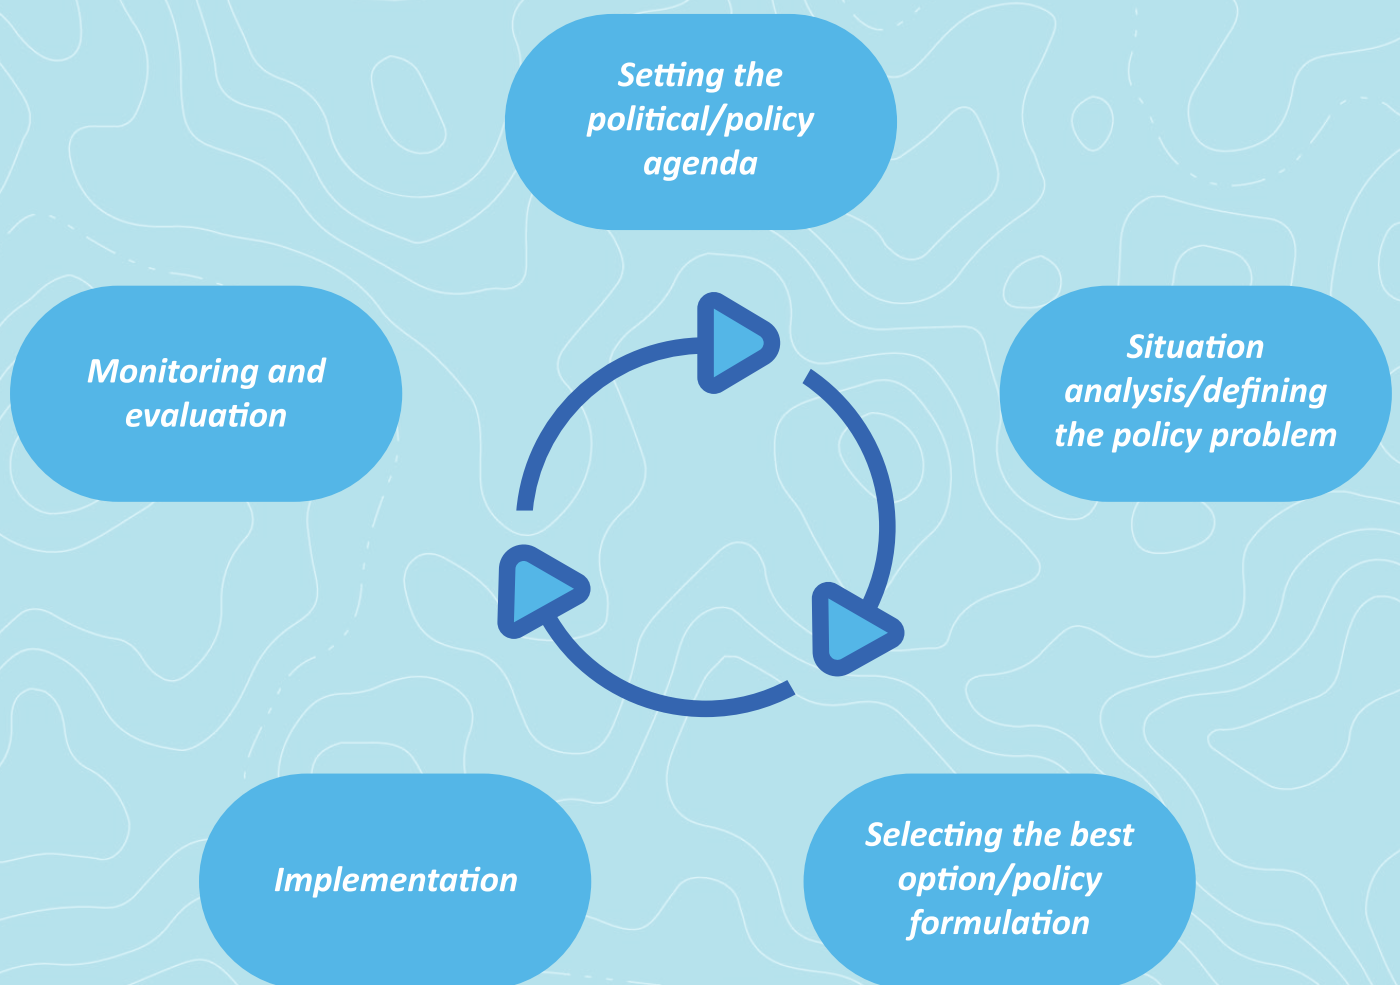 Setting the
political/policy
agenda
Situation
analysis/defining
the policy problem
Selecting the best
option/policy
formulation
Implementation
Monitoring and
evaluation